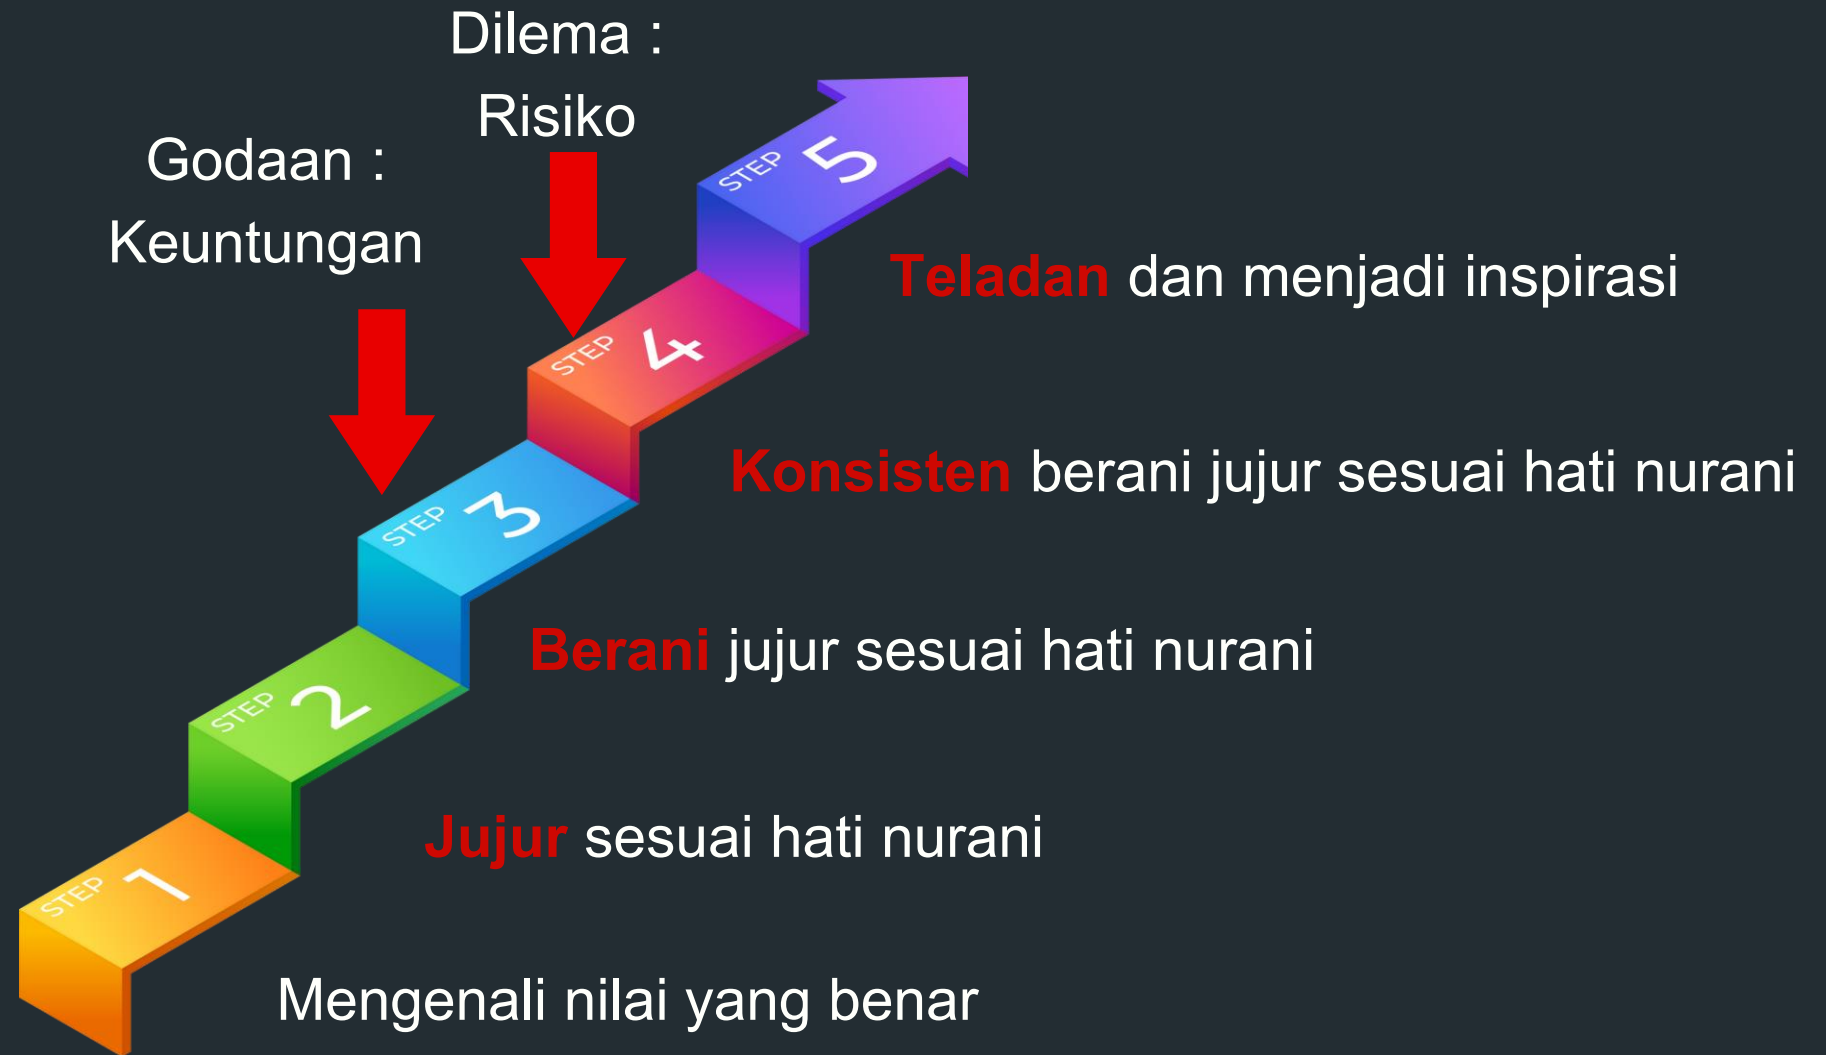 Dilema :
Risiko
Godaan :
Keuntungan
STEP 5
Teladan dan menjadi inspirasi
STEP 4
Konsisten berani jujur sesuai hati nurani
STEP 3
Berani jujur sesuai hati nurani
STEP 2
Jujur sesuai hati nurani
STEP 1
Mengenali nilai yang benar